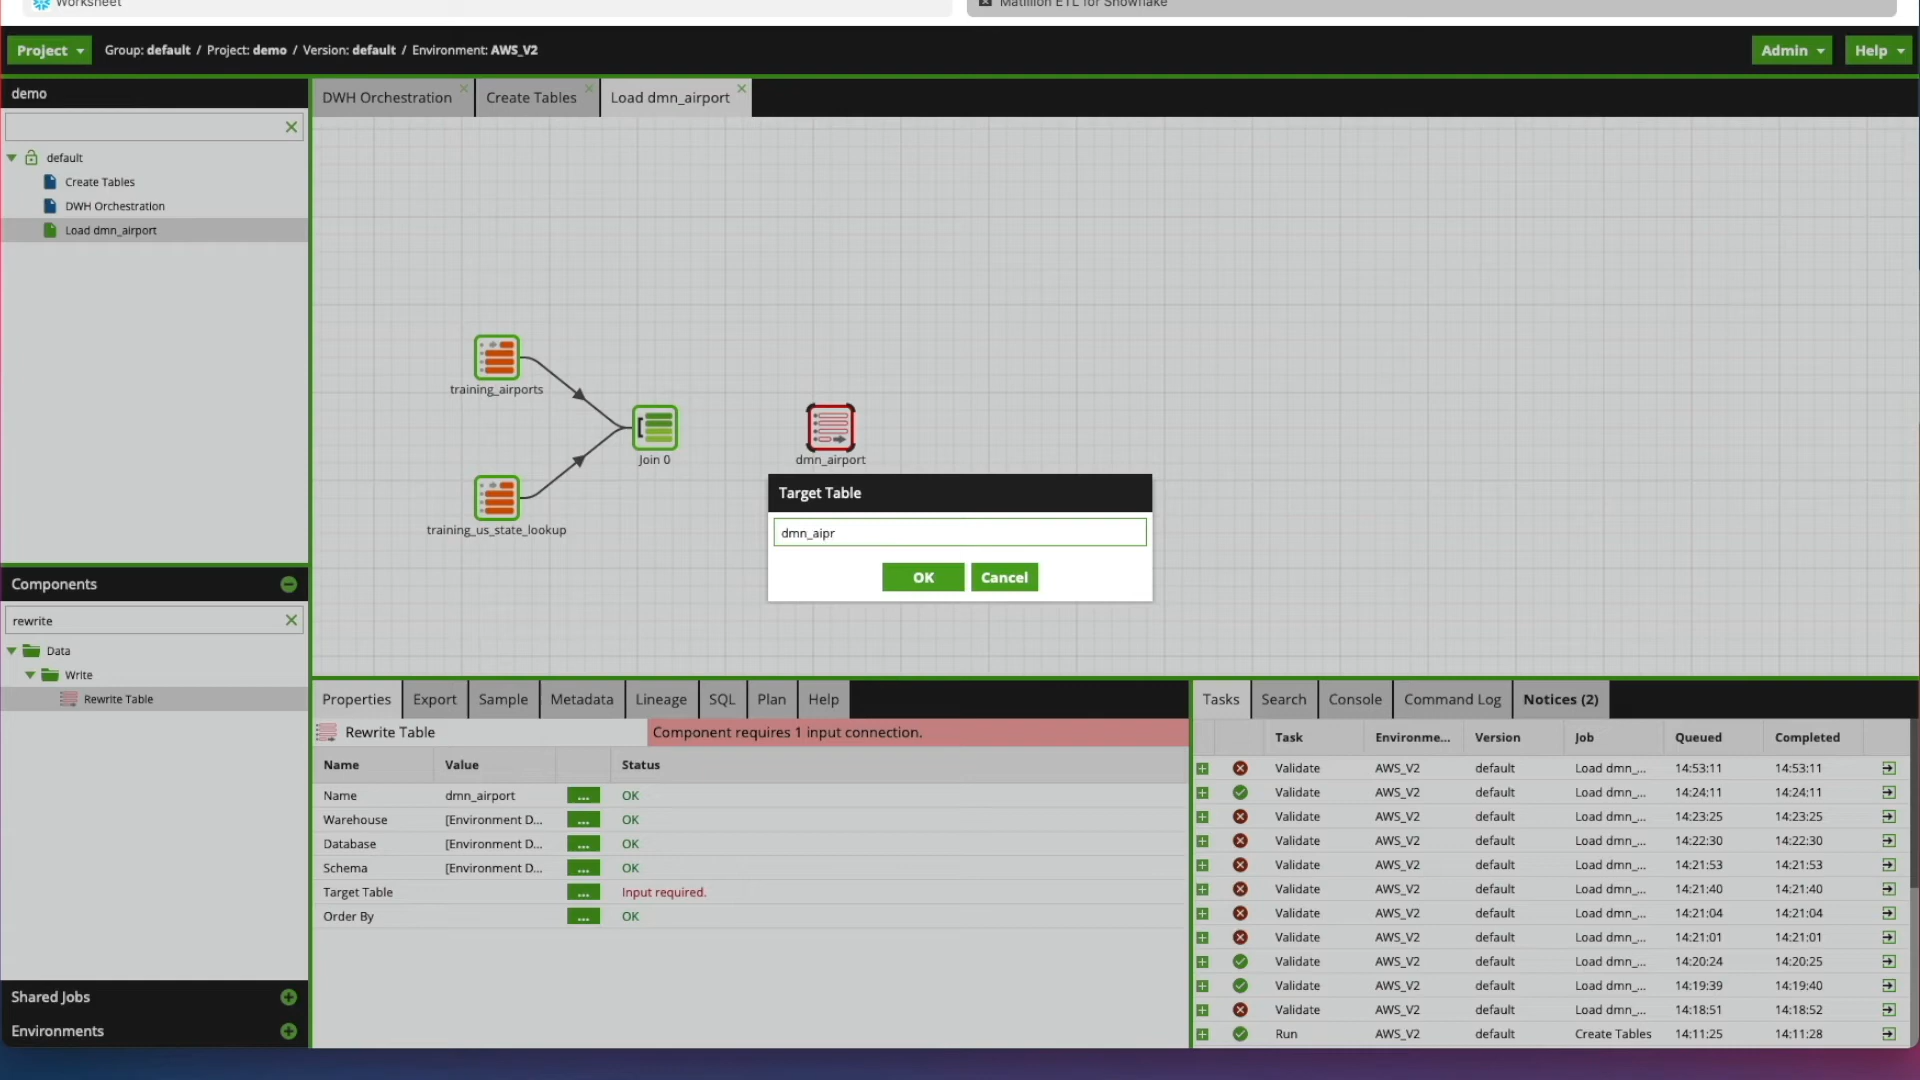 Worksheet
Matillion ETL for Snowflake
Project
Group: default / Project: demo / Version: default / Environment: AWS_V2
Admin
Help
demo
DWH Orchestration
Create Tables
Load dmn_airport
default
Create Tables
DWH Orchestration
Load dmn_airport
training_airports
Join 0
dmn_airport
training_us_state_lookup
Target Table
dmn_aipr
OK
Cancel
Components
rewrite
Data
Write
Rewrite Table
Shared Jobs
Environments
Properties
Export
Sample
Metadata
Lineage
SQL
Plan
Help
Rewrite Table
Component requires 1 input connection.
Name Value Status
Name dmn_airport ... OK
Warehouse [Environment D... ... OK
Database [Environment D... ... OK
Schema [Environment D... ... OK
Target Table ... Input required.
Order By ... OK
Tasks
Search
Console
Command Log
Notices (2)
Task Environme... Version Job Queued Completed
Validate AWS_V2 default Load dmn_... 14:53:11 14:53:11
Validate AWS_V2 default Load dmn_... 14:24:11 14:24:11
Validate AWS_V2 default Load dmn_... 14:23:25 14:23:25
Validate AWS_V2 default Load dmn_... 14:22:30 14:22:30
Validate AWS_V2 default Load dmn_... 14:21:53 14:21:53
Validate AWS_V2 default Load dmn_... 14:21:40 14:21:40
Validate AWS_V2 default Load dmn_... 14:21:04 14:21:04
Validate AWS_V2 default Load dmn_... 14:21:01 14:21:01
Validate AWS_V2 default Load dmn_... 14:20:24 14:20:25
Validate AWS_V2 default Load dmn_... 14:19:39 14:19:40
Validate AWS_V2 default Load dmn_... 14:18:51 14:18:52
Run AWS_V2 default Create Tables 14:11:25 14:11:28